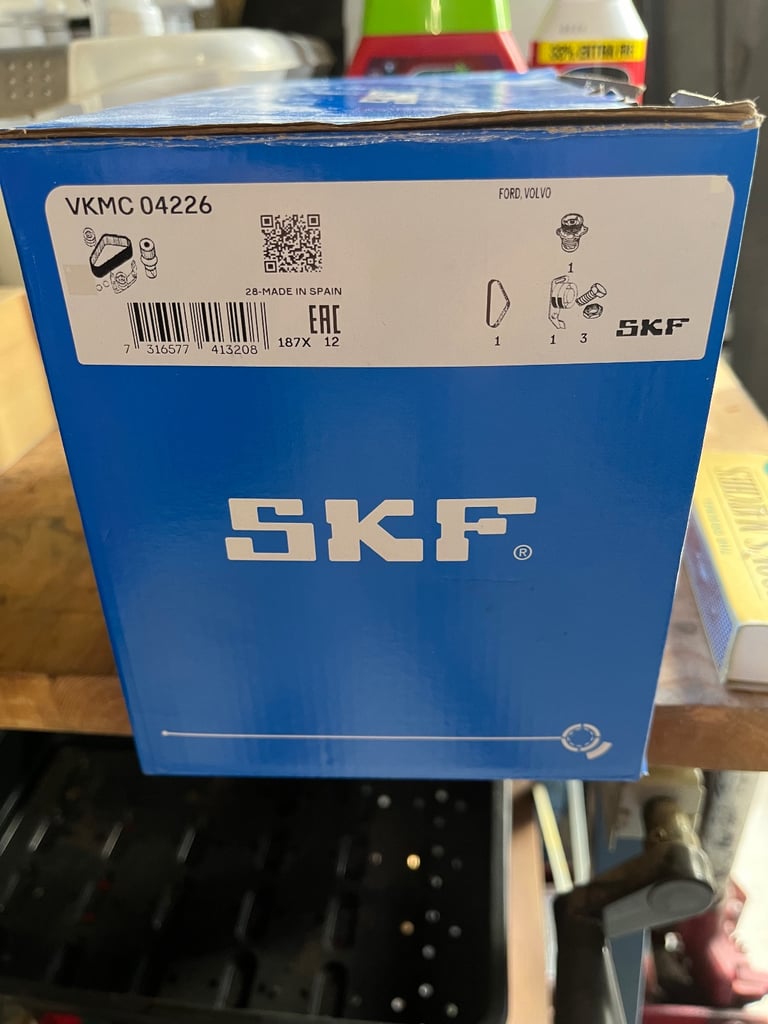 VKMC 04226
FORD, VOLVO
1
28-MADE IN SPAIN
EAC
7 316577 413208 187X 12
1 1 3 SKF
SKF®